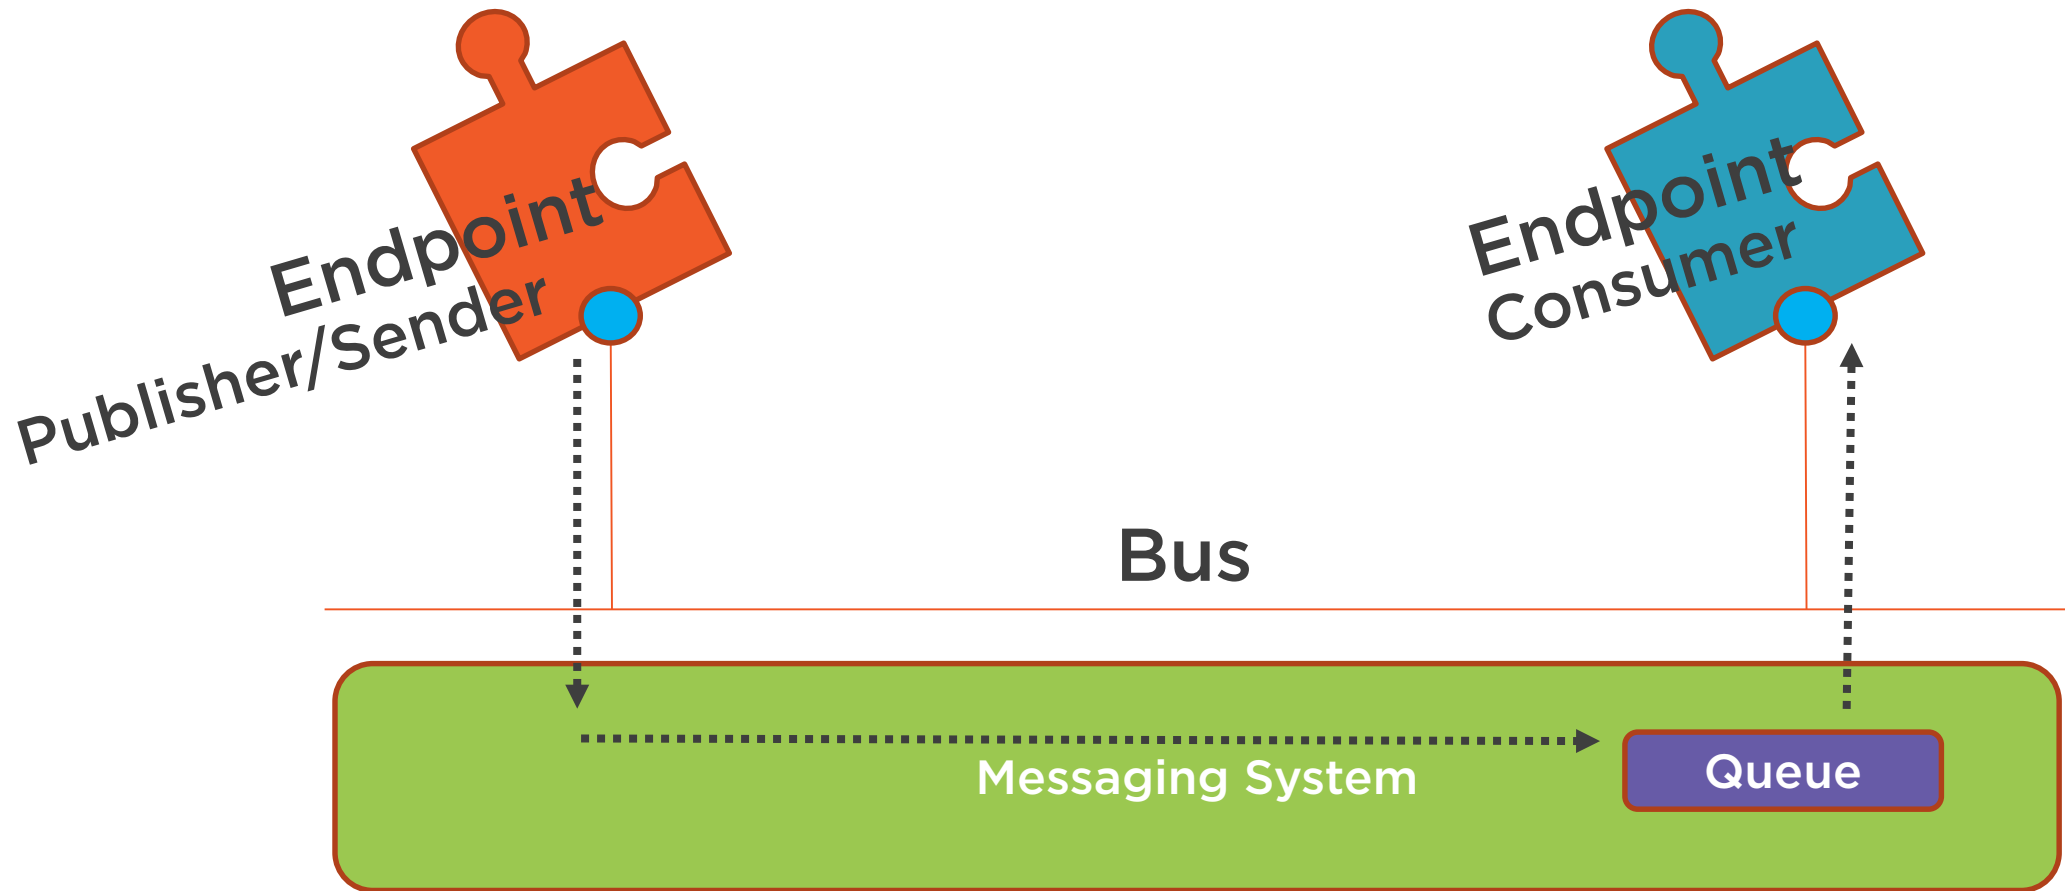 Endpoint
Publisher/Sender
Endpoint
Consumer
Bus
Messaging System
Queue